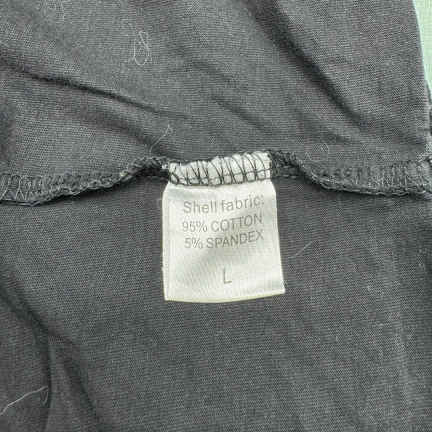 Shell fabric:
95% COTTON
5% SPANDEX
L